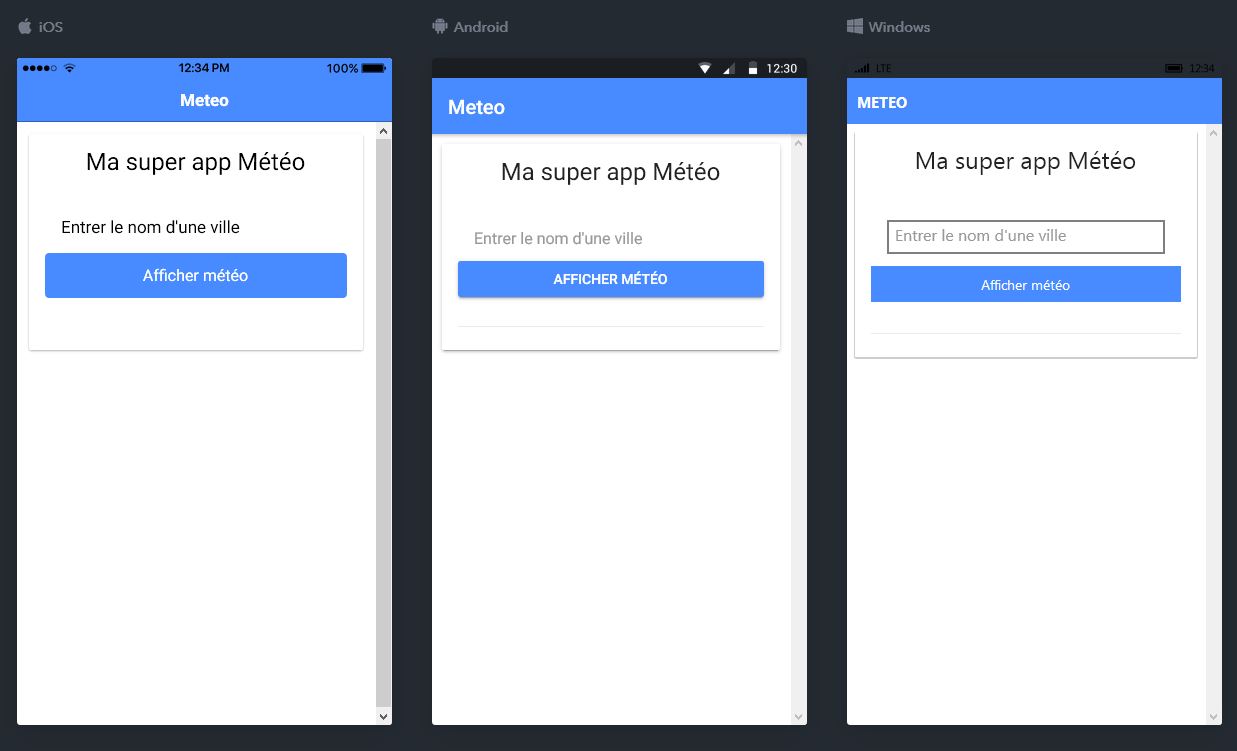 iOS
12:34 PM
100%
Meteo
Ma super app Météo
Entrer le nom d'une ville
Afficher météo
Android
12:30
Meteo
Ma super app Météo
Entrer le nom d'une ville
AFFICHER MÉTÉO
Windows
LTE
12:34
METEO
Ma super app Météo
Entrer le nom d'une ville
Afficher météo